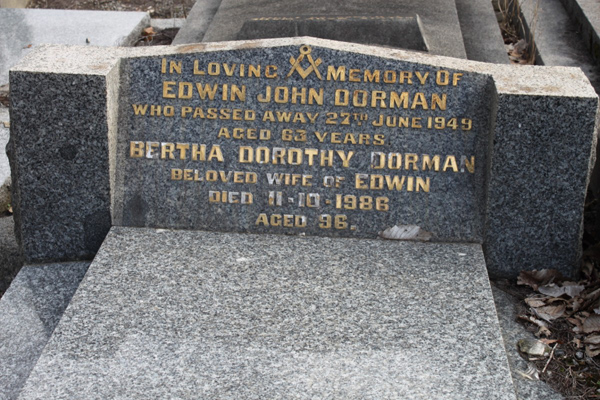 IN LOVING MEMORY OF
EDWIN JOHN DORMAN
WHO PASSED AWAY 27TH JUNE 1949
AGED 63 YEARS
BERTHA DOROTHY DORMAN
BELOVED WIFE OF EDWIN
DIED 11-10-1986
AGED 96